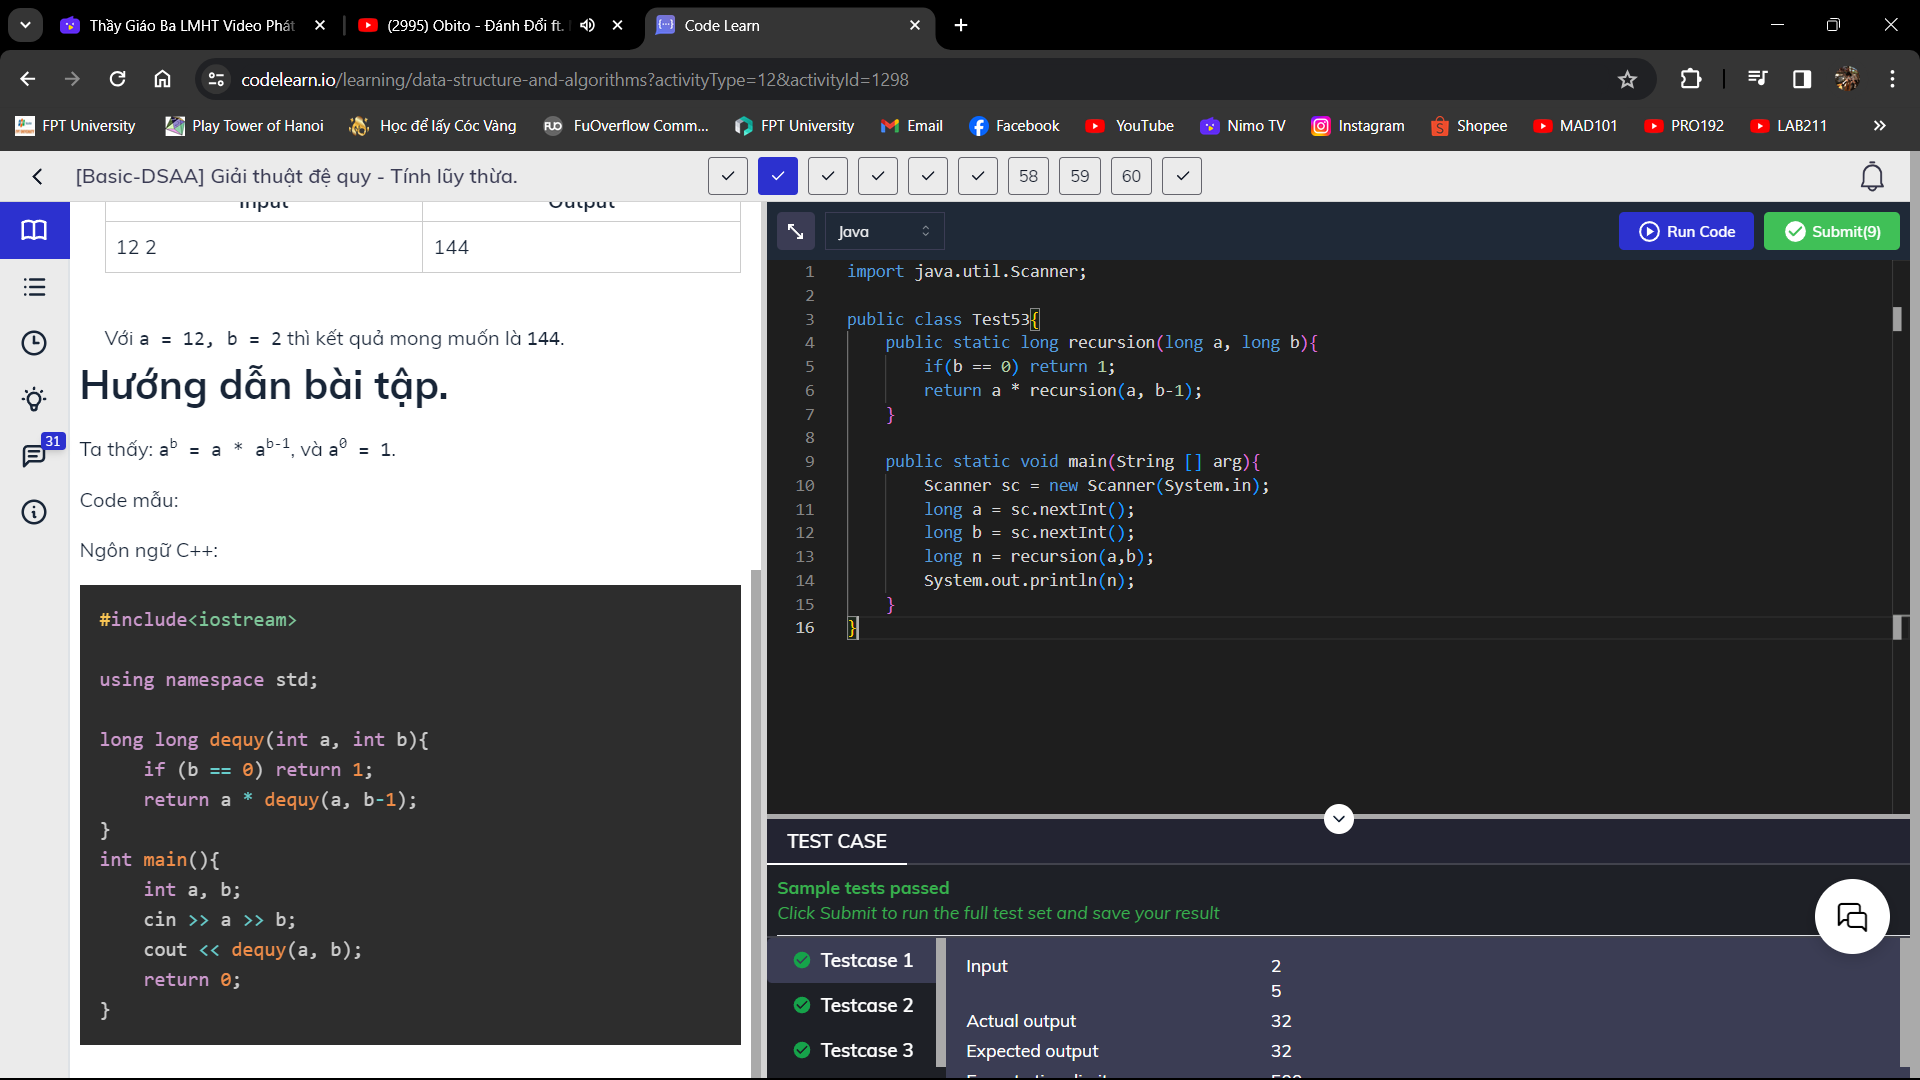 Thầy Giáo Ba LMHT Video Phát
(2995) Obito - Đánh Đổi ft.
Code Learn
codelearn.io/learning/data-structure-and-algorithms?activityType=12&activityId=1298
FPT University
Play Tower of Hanoi
Học để lấy Cóc Vàng
FuOverflow Comm...
FPT University
Email
Facebook
YouTube
Nimo TV
Instagram
Shopee
MAD101
PRO192
LAB211
[Basic-DSAA] Giải thuật đệ quy - Tính lũy thừa.
58
59
60
Input Output
12 2 144
Với a = 12, b = 2 thì kết quả mong muốn là 144.
Hướng dẫn bài tập.
Ta thấy: a^b = a * a^b-1, và a^0 = 1.
31
Code mẫu:
Ngôn ngữ C++:
#include<iostream>
using namespace std;
long long dequy(int a, int b){
if (b == 0) return 1;
return a * dequy(a, b-1);
}
int main(){
int a, b;
cin >> a >> b;
cout << dequy(a, b);
return 0;
}
Java
Run Code
Submit(9)
1 import java.util.Scanner;
2
3 public class Test53{
4 public static long recursion(long a, long b){
5 if(b == 0) return 1;
6 return a * recursion(a, b-1);
7 }
8
9 public static void main(String [] arg){
10 Scanner sc = new Scanner(System.in);
11 long a = sc.nextInt();
12 long b = sc.nextInt();
13 long n = recursion(a,b);
14 System.out.println(n);
15 }
16 }
TEST CASE
Sample tests passed
Click Submit to run the full test set and save your result
Testcase 1
Testcase 2
Testcase 3
Input 2
5
Actual output 32
Expected output 32